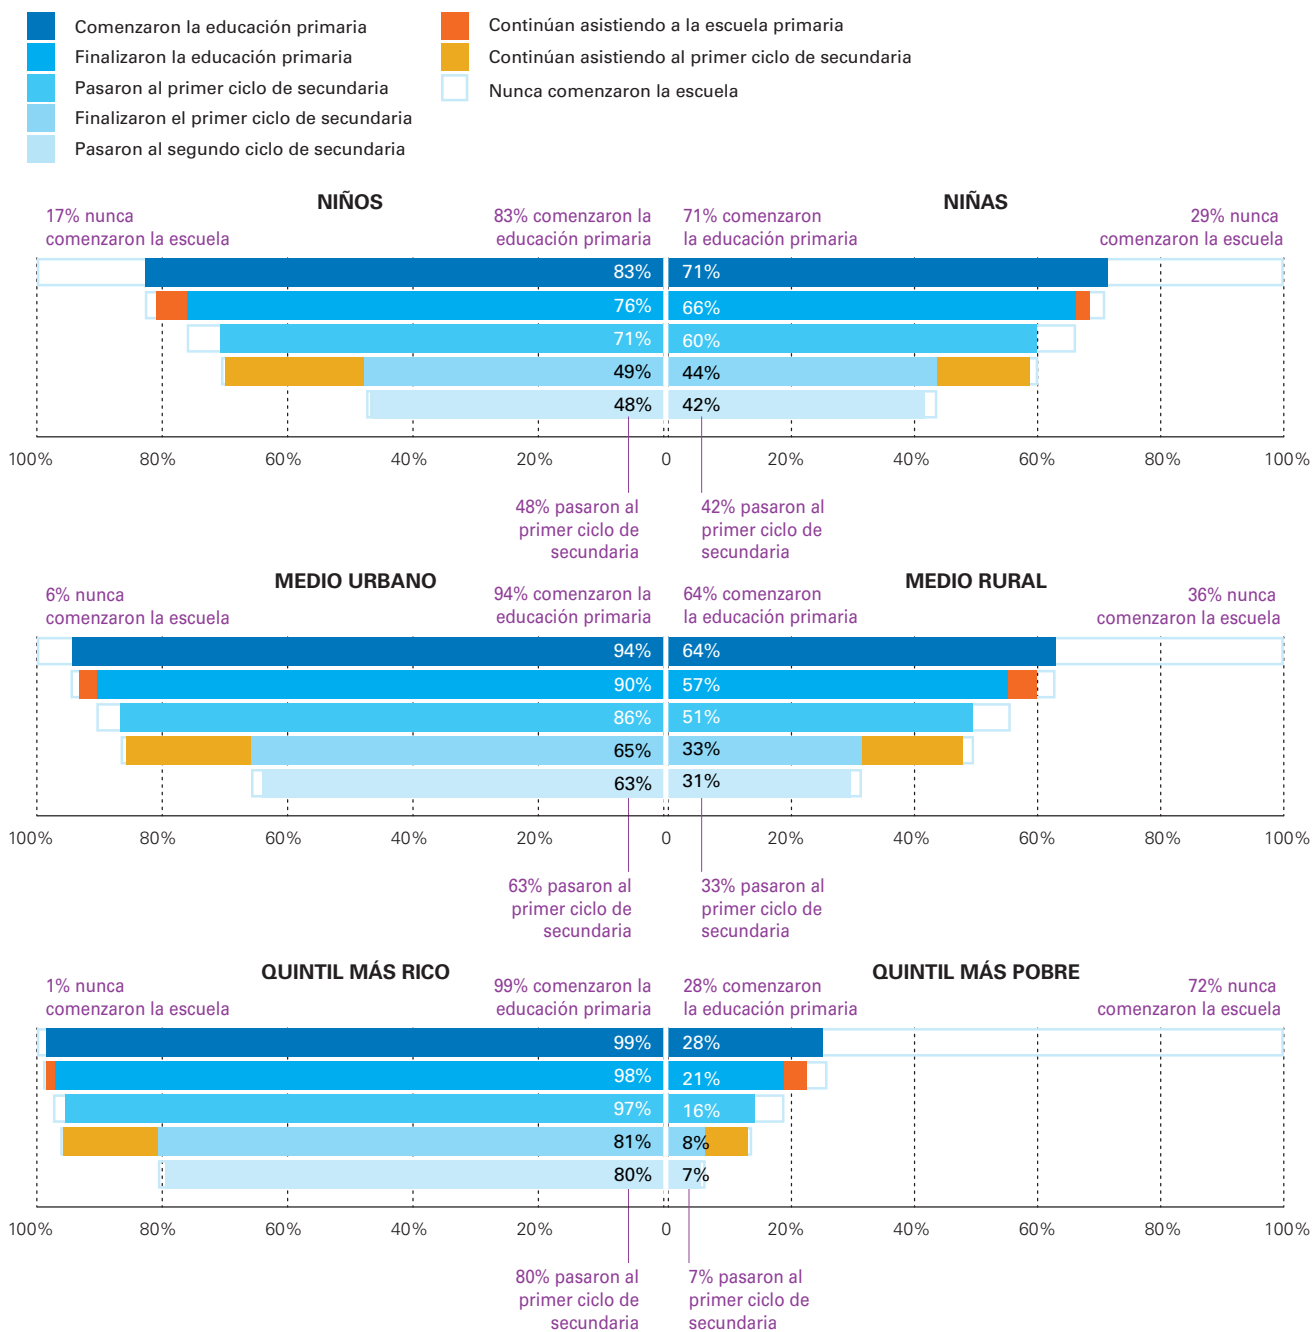 Comenzaron la educación primaria
Finalizaron la educación primaria
Pasaron al primer ciclo de secundaria
Finalizaron el primer ciclo de secundaria
Pasaron al segundo ciclo de secundaria
Continúan asistiendo a la escuela primaria
Continúan asistiendo al primer ciclo de secundaria
Nunca comenzaron la escuela
NIÑOS
17% nunca
comenzaron la escuela
83% comenzaron la
educación primaria
83%
76%
71%
49%
48%
100% 80% 60% 40% 20% 0
48% pasaron al
primer ciclo de
secundaria
NIÑAS
71% comenzaron
la educación primaria
29% nunca
comenzaron la escuela
71%
66%
60%
44%
42%
20% 40% 60% 80% 100%
42% pasaron al
primer ciclo de
secundaria
MEDIO URBANO
6% nunca
comenzaron la escuela
94% comenzaron la
educación primaria
94%
90%
86%
65%
63%
100% 80% 60% 40% 20% 0
63% pasaron al
primer ciclo de
secundaria
MEDIO RURAL
64% comenzaron
la educación primaria
36% nunca
comenzaron la escuela
64%
57%
51%
33%
31%
20% 40% 60% 80% 100%
33% pasaron al
primer ciclo de
secundaria
QUINTIL MÁS RICO
1% nunca
comenzaron la escuela
99% comenzaron la
educación primaria
99%
98%
97%
81%
80%
100% 80% 60% 40% 20% 0
80% pasaron al
primer ciclo de
secundaria
QUINTIL MÁS POBRE
28% comenzaron
la educación primaria
72% nunca
comenzaron la escuela
28%
21%
16%
8%
7%
20% 40% 60% 80% 100%
7% pasaron al
primer ciclo de
secundaria